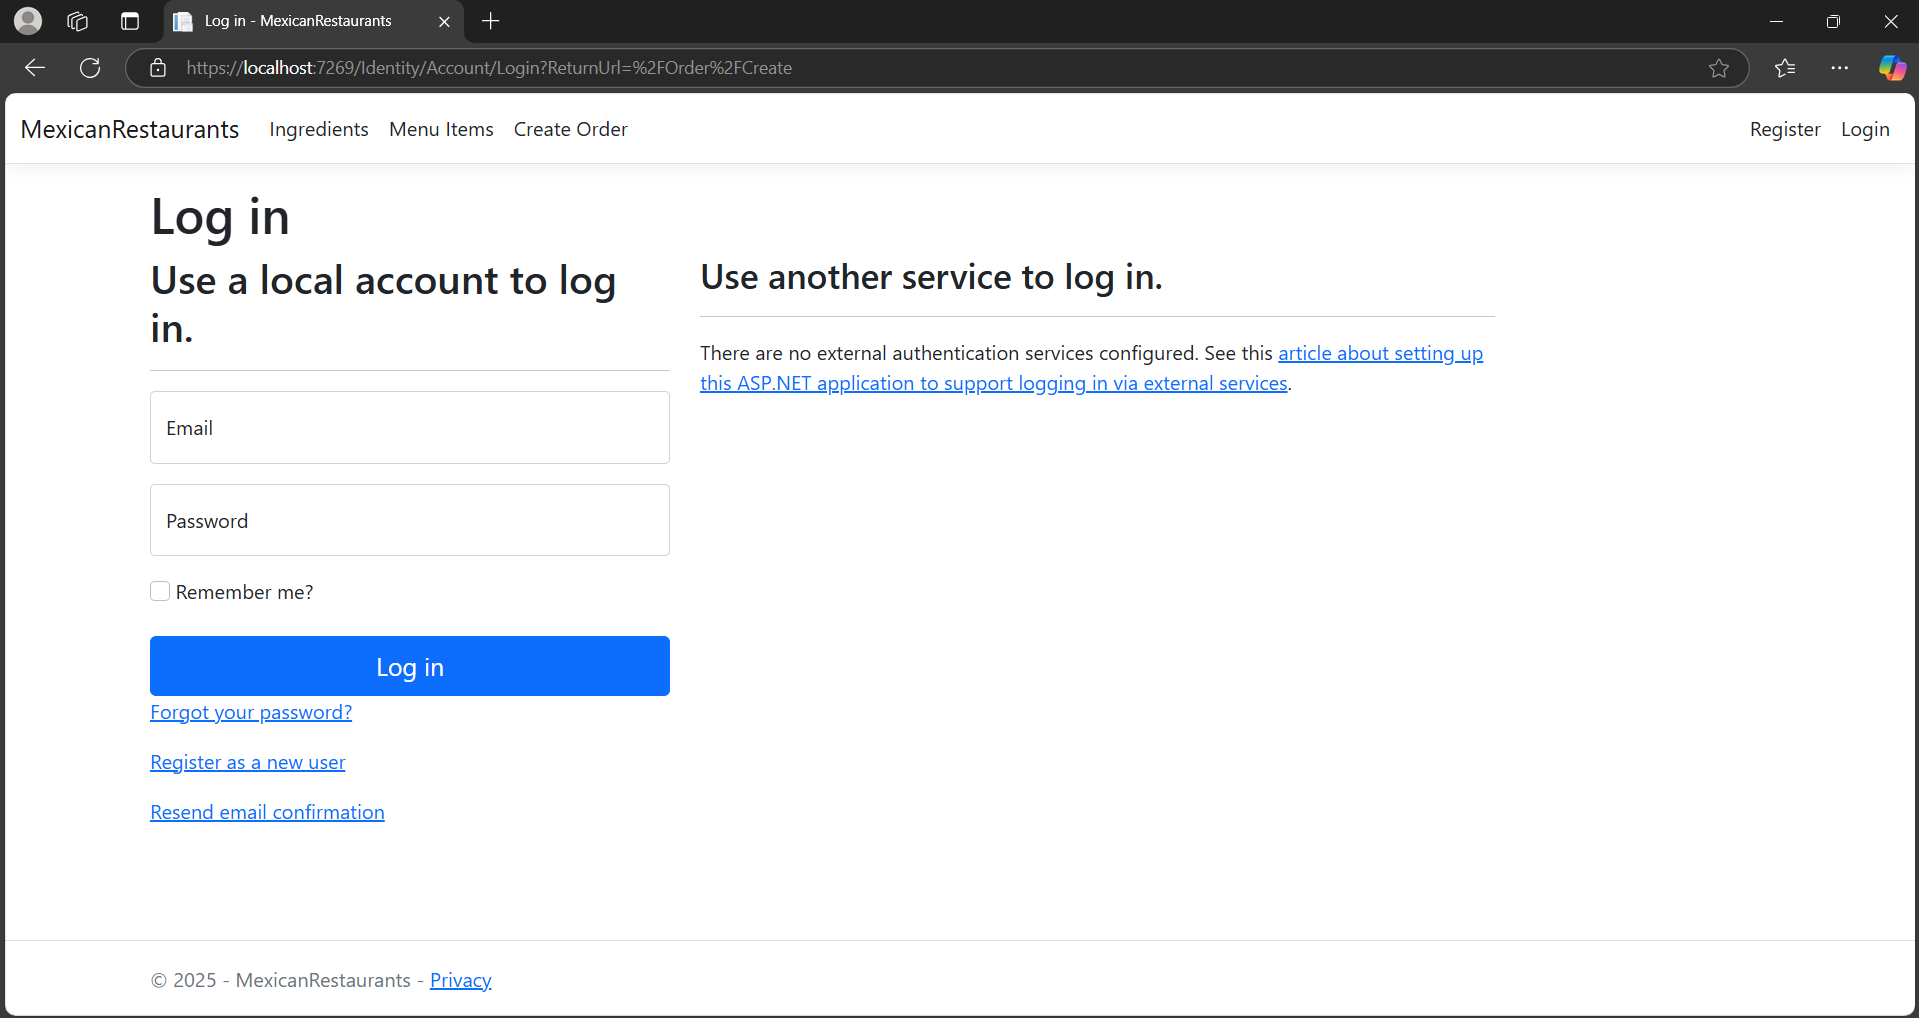 Log in - MexicanRestaurants
https://localhost:7269/Identity/Account/Login?ReturnUrl=%2FOrder%2FCreate
MexicanRestaurants Ingredients Menu Items Create Order Register Login
Log in
Use a local account to log
in.
Email
Password
Remember me?
Log in
Forgot your password?
Register as a new user
Resend email confirmation
Use another service to log in.
There are no external authentication services configured. See this article about setting up
this ASP.NET application to support logging in via external services.
© 2025 - MexicanRestaurants - Privacy